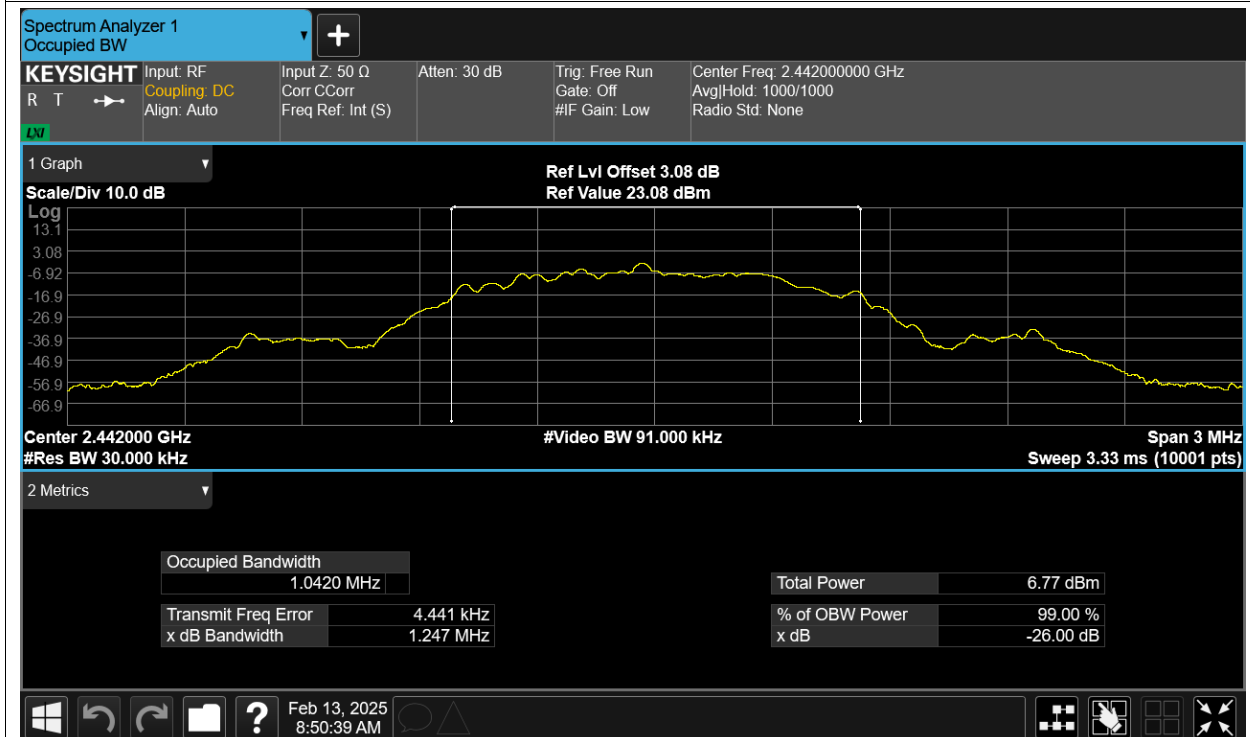 Spectrum Analyzer 1
Occupied BW
KEYSIGHT
R T
LXI
Input: RF
Coupling: DC
Align: Auto
Input Z: 50 Ω
Corr CCorr
Freq Ref: Int (S)
Atten: 30 dB
Trig: Free Run
Gate: Off
#IF Gain: Low
Center Freq: 2.442000000 GHz
Avg|Hold: 1000/1000
Radio Std: None
1 Graph
Scale/Div 10.0 dB
Ref Lvl Offset 3.08 dB
Ref Value 23.08 dBm
Log
13.1
3.08
-6.92
-16.9
-26.9
-36.9
-46.9
-56.9
-66.9
Center 2.442000 GHz
#Res BW 30.000 kHz
#Video BW 91.000 kHz
Span 3 MHz
Sweep 3.33 ms (10001 pts)
2 Metrics
Occupied Bandwidth
1.0420 MHz
Transmit Freq Error 4.441 kHz
x dB Bandwidth 1.247 MHz
Total Power 6.77 dBm
% of OBW Power 99.00 %
x dB -26.00 dB
?
Feb 13, 2025
8:50:39 AM